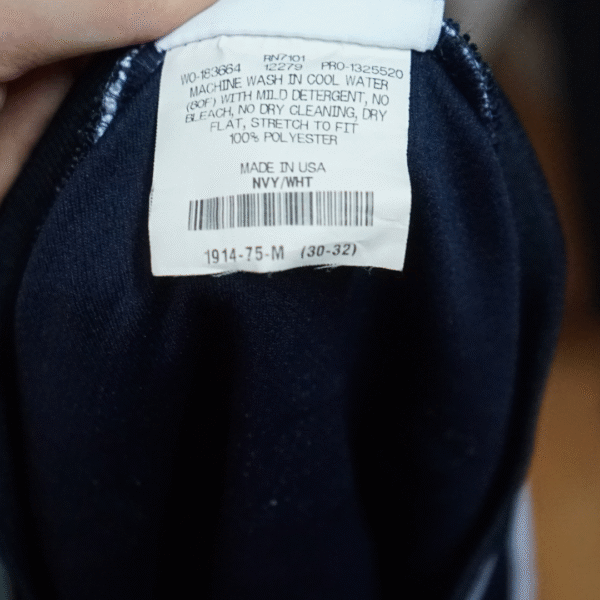 RN7101
WO-183664 12279 PRO-1325520
MACHINE WASH IN COOL WATER
(80F) WITH MILD DETERGENT, NO
BLEACH, NO DRY CLEANING, DRY
FLAT, STRETCH TO FIT
100% POLYESTER
MADE IN USA
NVY/WHT
1914-75-M (30-32)